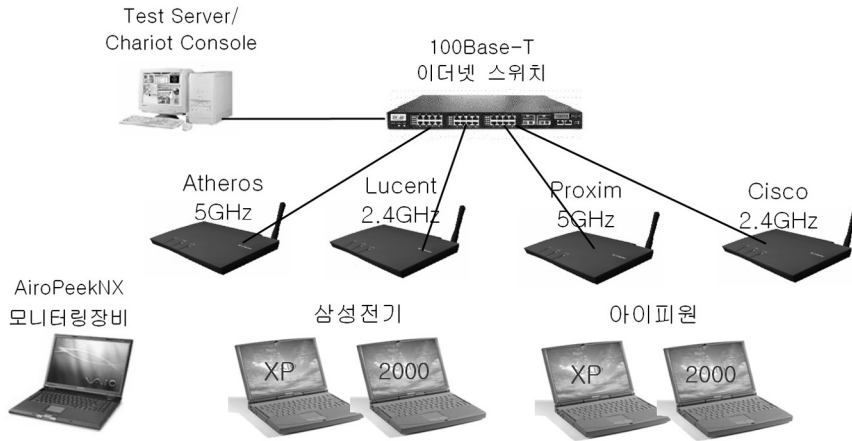 Test Server/
Chariot Console
100Base-T
이더넷 스위치
Atheros
5GHz
Lucent
2.4GHz
Proxim
5GHz
Cisco
2.4GHz
AiroPeekNX
모니터링장비
삼성전기
아이피원
XP
2000
XP
2000